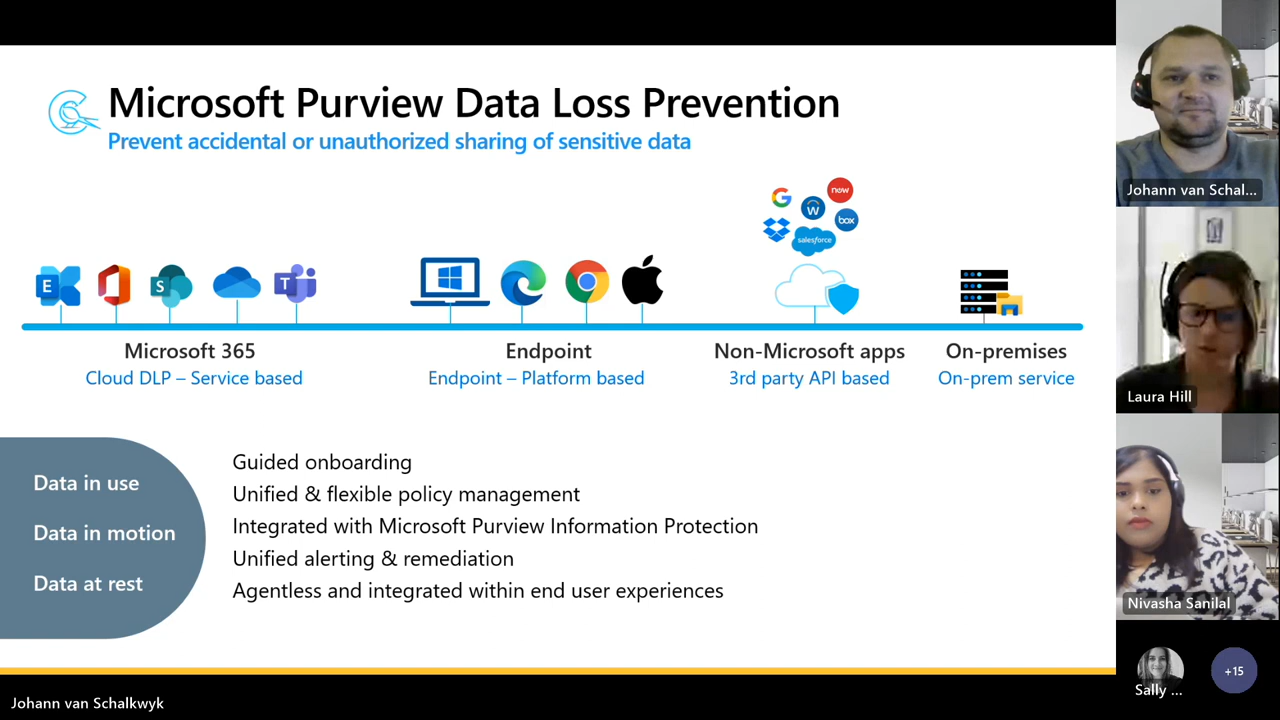 Microsoft Purview Data Loss Prevention
Prevent accidental or unauthorized sharing of sensitive data
E
S
T
G
W
now
box
salesforce
Microsoft 365
Cloud DLP – Service based
Endpoint
Endpoint – Platform based
Non-Microsoft apps
3rd party API based
On-premises
On-prem service
Data in use
Data in motion
Data at rest
Guided onboarding
Unified & flexible policy management
Integrated with Microsoft Purview Information Protection
Unified alerting & remediation
Agentless and integrated within end user experiences
Johann van Schal...
Laura Hill
Nivasha Sanilal
Sally ...
+15
Johann van Schalkwyk